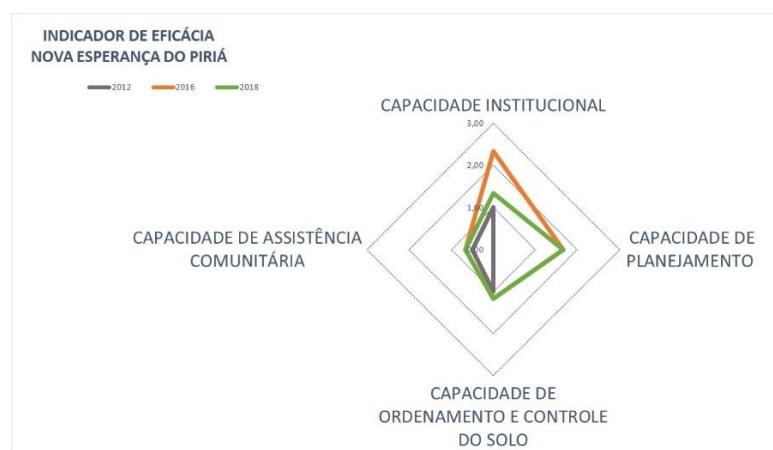 INDICADOR DE EFICÁCIA
NOVA ESPERANÇA DO PIRIÁ
2012 2016 2018
CAPACIDADE INSTITUCIONAL
3,00
2,00
1,00
0,00
CAPACIDADE DE ASSISTÊNCIA
COMUNITÁRIA
CAPACIDADE DE
PLANEJAMENTO
CAPACIDADE DE
ORDENAMENTO E CONTROLE
DO SOLO